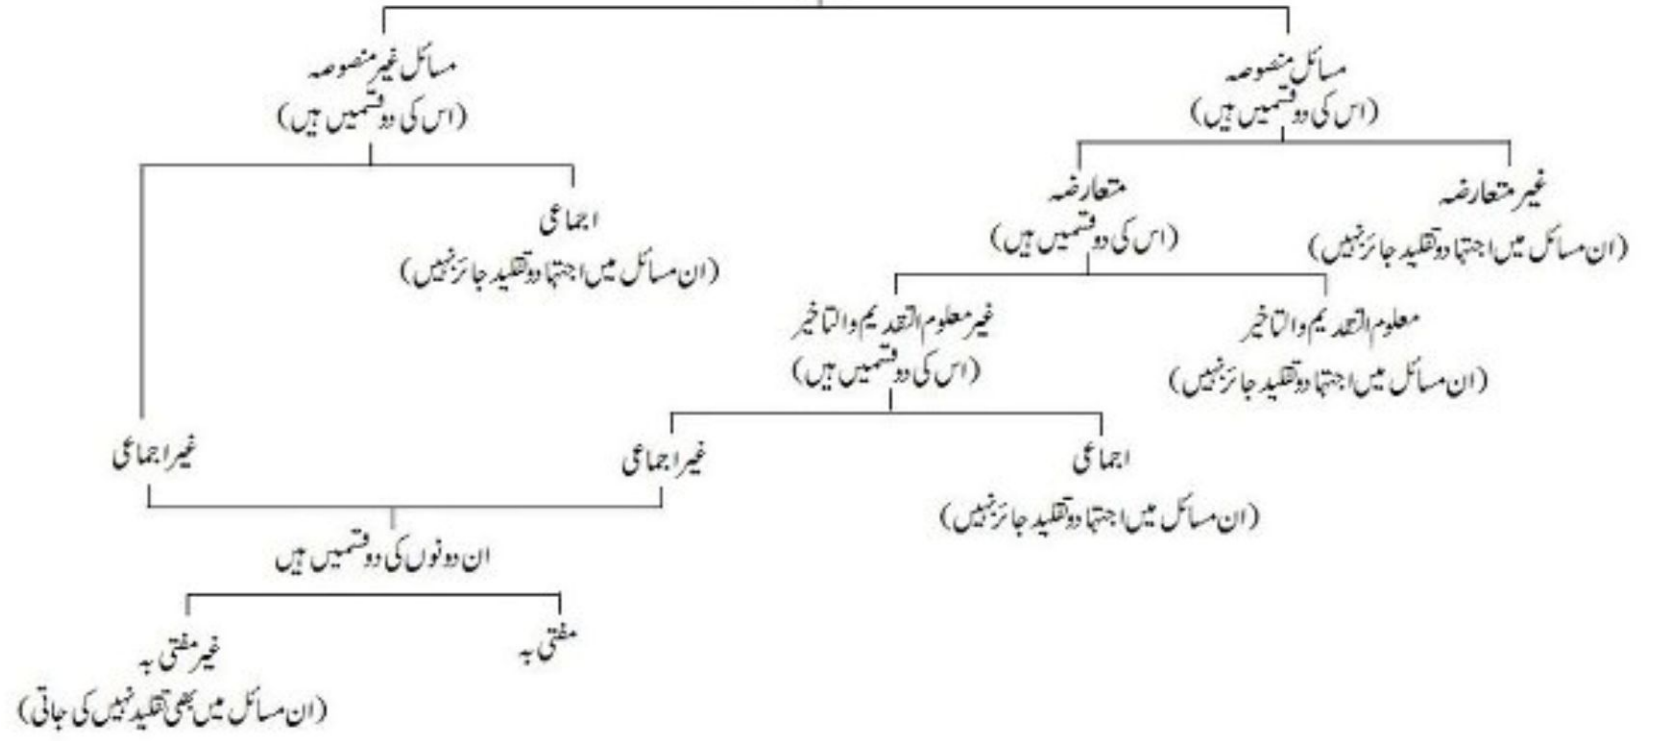 مسائل منصوصہ
(اس کی دو قسمیں ہیں)
مسائل غیر منصوصہ
(اس کی دو قسمیں ہیں)
غیر متعارضہ
(ان مسائل میں اجتہاد و تقلید جائز نہیں)
متعارضہ
(اس کی دو قسمیں ہیں)
اجماعی
(ان مسائل میں اجتہاد و تقلید جائز نہیں)
معلوم التقدیم والتاخیر
(ان مسائل میں اجتہاد و تقلید جائز نہیں)
غیر معلوم التقدیم والتاخیر
(اس کی دو قسمیں ہیں)
اجماعی
(ان مسائل میں اجتہاد و تقلید جائز نہیں)
غیر اجماعی
غیر اجماعی
ان دونوں کی دو قسمیں ہیں
مفتی بہ
غیر مفتی بہ
(ان مسائل میں بھی تقلید نہیں کی جاتی)